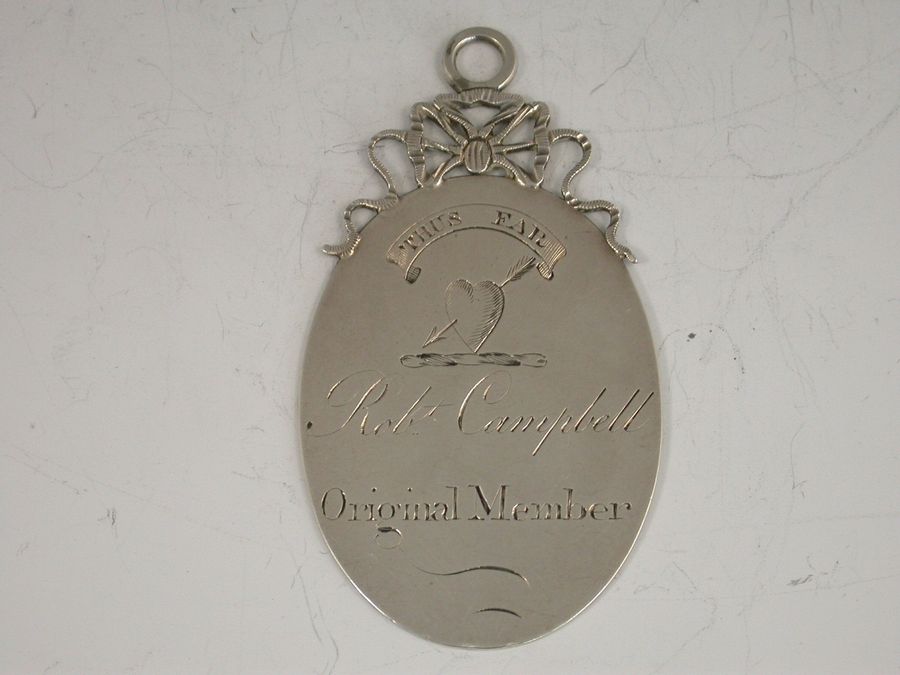 THUS FAR
Robt Campbell
Original Member